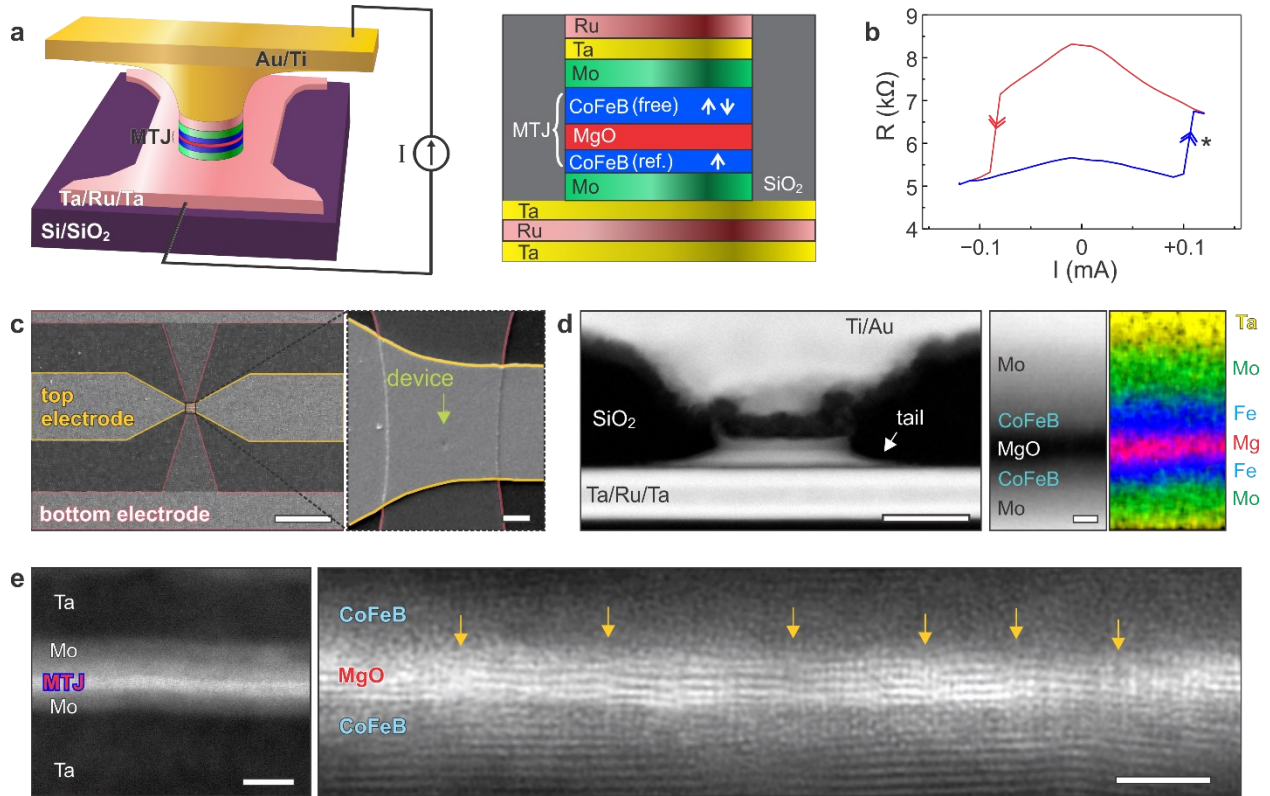 a
Au/Ti
MTJ
Ta/Ru/Ta
Si/SiO₂
I
Ru
Ta
Mo
CoFeB (free)
MTJ
MgO
CoFeB (ref.)
Mo
SiO₂
Ta
Ru
Ta
b
R (kΩ)
9
8
7
6
5
4
*
−0.1
0
+0.1
I (mA)
c
top
electrode
bottom electrode
device
d
Ti/Au
SiO₂
tail
Ta/Ru/Ta
Mo
CoFeB
MgO
CoFeB
Mo
Ta
Mo
Fe
Mg
Fe
Mo
e
Ta
Mo
MTJ
Mo
Ta
CoFeB
MgO
CoFeB